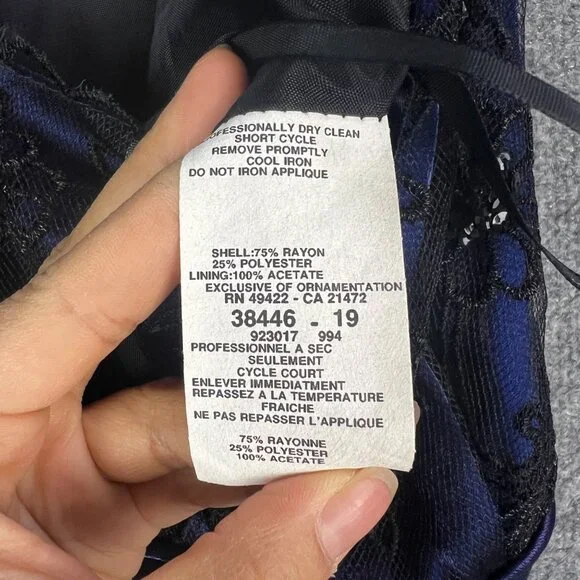 PROFESSIONALLY DRY CLEAN
SHORT CYCLE
REMOVE PROMPTLY
COOL IRON
DO NOT IRON APPLIQUE
SHELL:75% RAYON
25% POLYESTER
LINING:100% ACETATE
EXCLUSIVE OF ORNAMENTATION
RN 49422 - CA 21472
38446 - 19
923017 994
PROFESSIONNEL A SEC
SEULEMENT
CYCLE COURT
ENLEVER IMMEDIATMENT
REPASSEZ A LA TEMPERATURE
FRAICHE
NE PAS REPASSER L'APPLIQUE
75% RAYONNE
25% POLYESTER
100% ACETATE